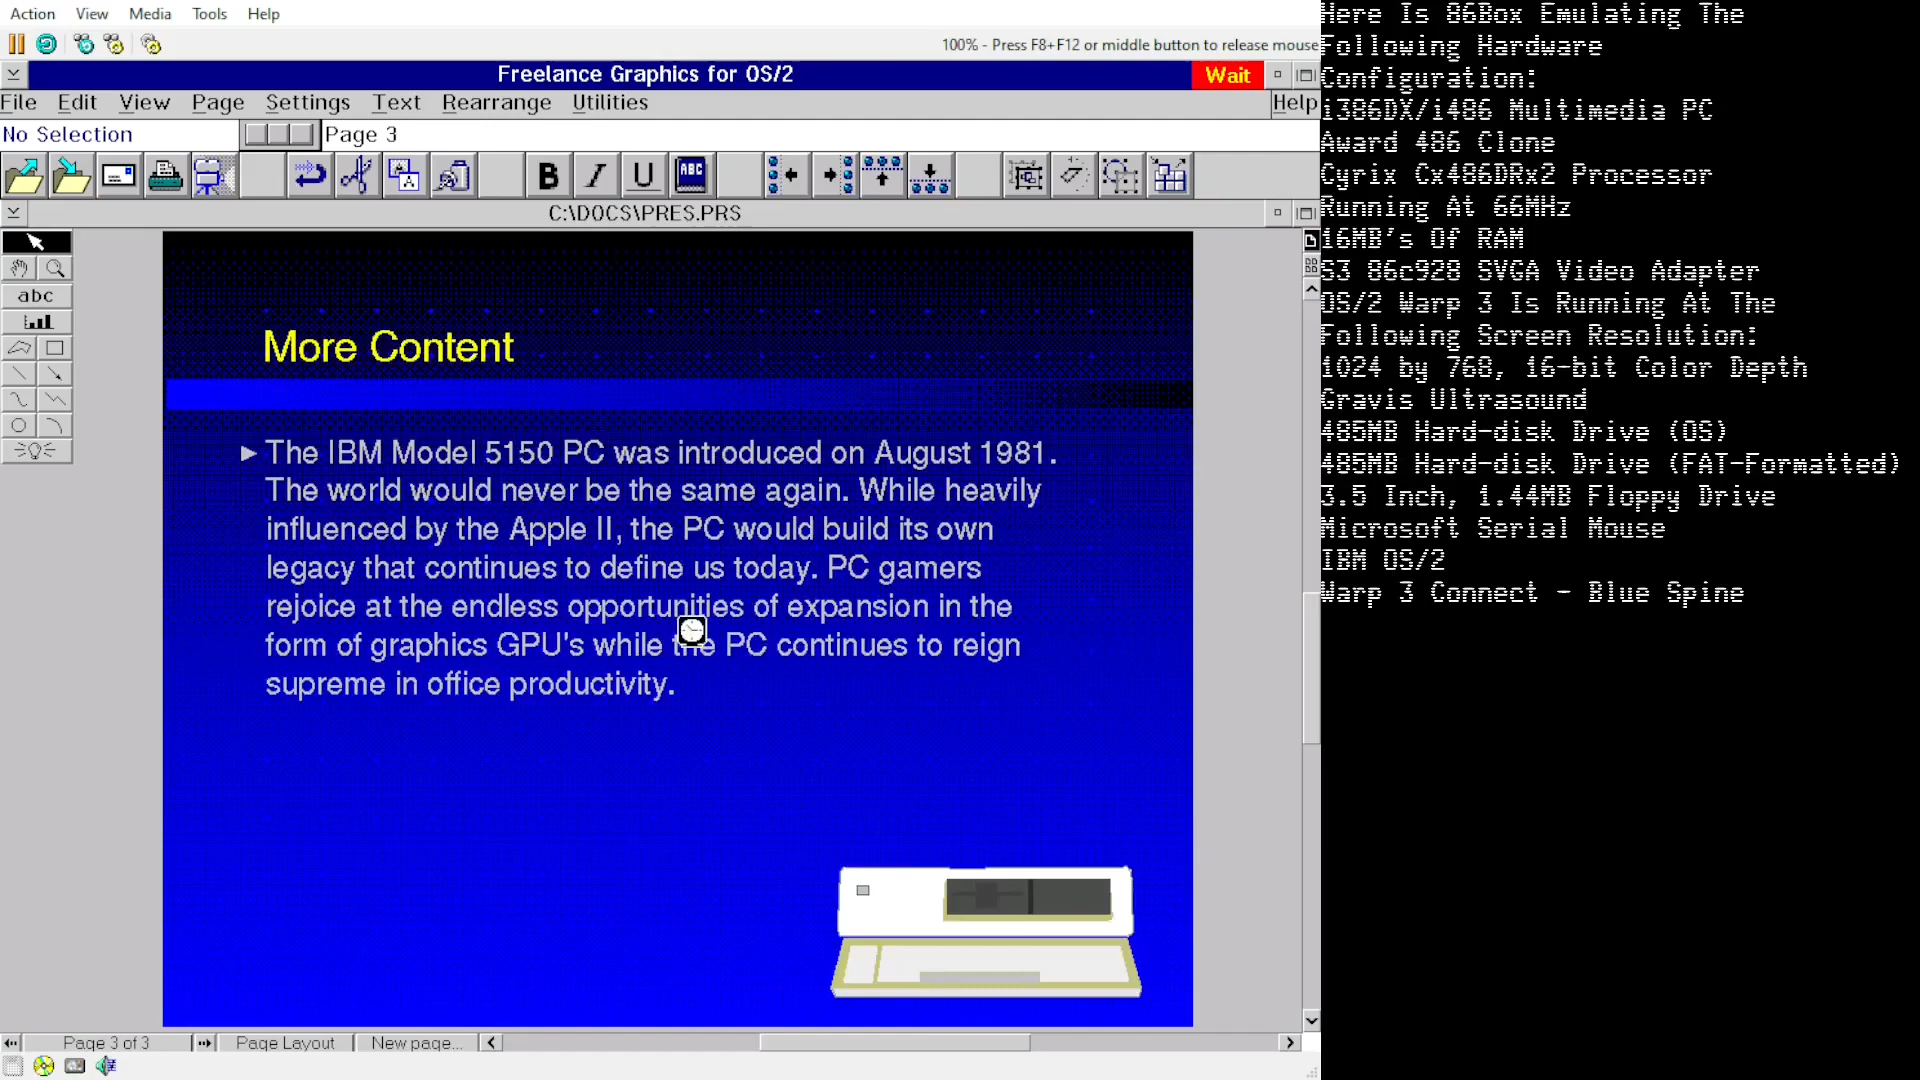 Action View Media Tools Help
100% - Press F8+F12 or middle button to release mouse
Freelance Graphics for OS/2
Wait
File Edit View Page Settings Text Rearrange Utilities Help
No Selection
Page 3
B I U ABC
C:\DOCS\PRES.PRS
abc
More Content
The IBM Model 5150 PC was introduced on August 1981.
The world would never be the same again. While heavily
influenced by the Apple II, the PC would build its own
legacy that continues to define us today. PC gamers
rejoice at the endless opportunities of expansion in the
form of graphics GPU's while the PC continues to reign
supreme in office productivity.
Page 3 of 3
Page Layout
New page...
Here Is 86Box Emulating The
Following Hardware
Configuration:
i386DX/i486 Multimedia PC
Award 486 Clone
Cyrix Cx486DRx2 Processor
Running At 66MHz
16MB's Of RAM
S3 86c928 SVGA Video Adapter
OS/2 Warp 3 Is Running At The
Following Screen Resolution:
1024 by 768, 16-bit Color Depth
Gravis Ultrasound
485MB Hard-disk Drive (OS)
485MB Hard-disk Drive (FAT-Formatted)
3.5 Inch, 1.44MB Floppy Drive
Microsoft Serial Mouse
IBM OS/2
Warp 3 Connect - Blue Spine